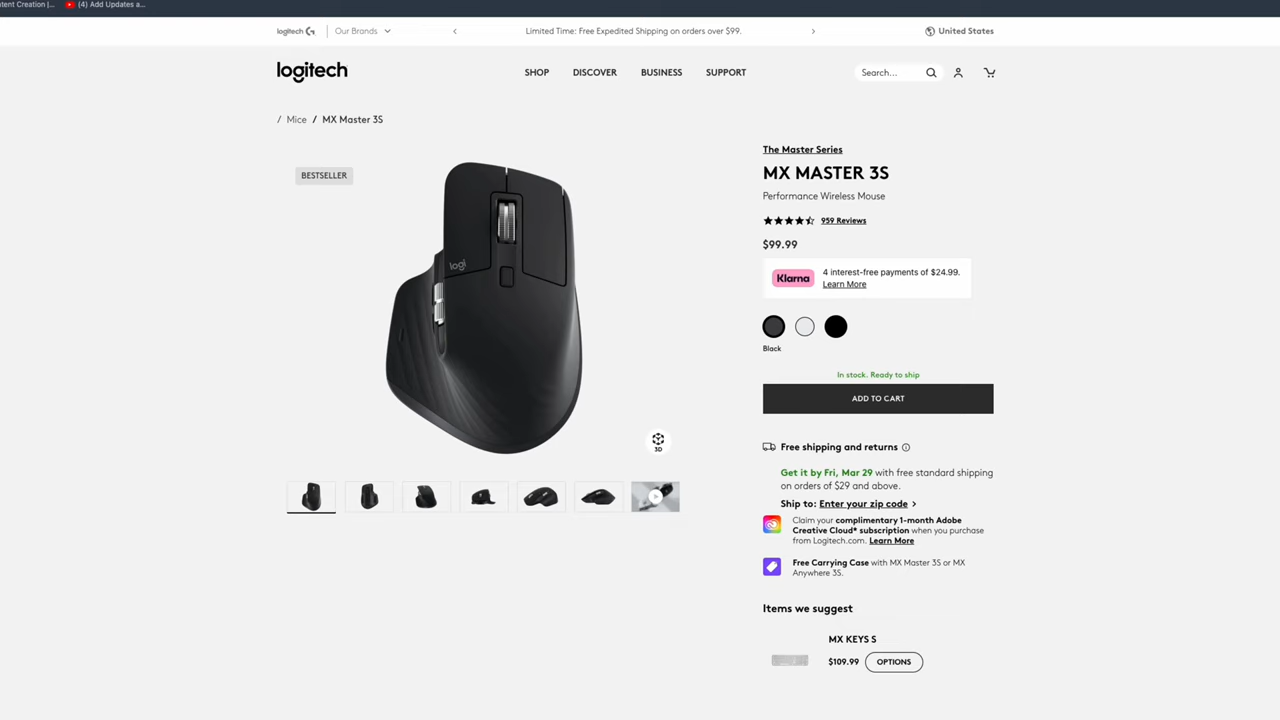 tent Creation |...
(4) Add Updates a...
logitech G
Our Brands
Limited Time: Free Expedited Shipping on orders over $99.
United States
logitech
SHOP
DISCOVER
BUSINESS
SUPPORT
Search...
/ Mice / MX Master 3S
BESTSELLER
logi
3D
The Master Series
MX MASTER 3S
Performance Wireless Mouse
959 Reviews
$99.99
Klarna
4 interest-free payments of $24.99.
Learn More
Black
In stock. Ready to ship
ADD TO CART
Free shipping and returns
Get it by Fri, Mar 29 with free standard shipping
on orders of $29 and above.
Ship to: Enter your zip code
Claim your complimentary 1-month Adobe
Creative Cloud* subscription when you purchase
from Logitech.com. Learn More
Free Carrying Case with MX Master 3S or MX
Anywhere 3S.
Items we suggest
MX KEYS S
$109.99
OPTIONS